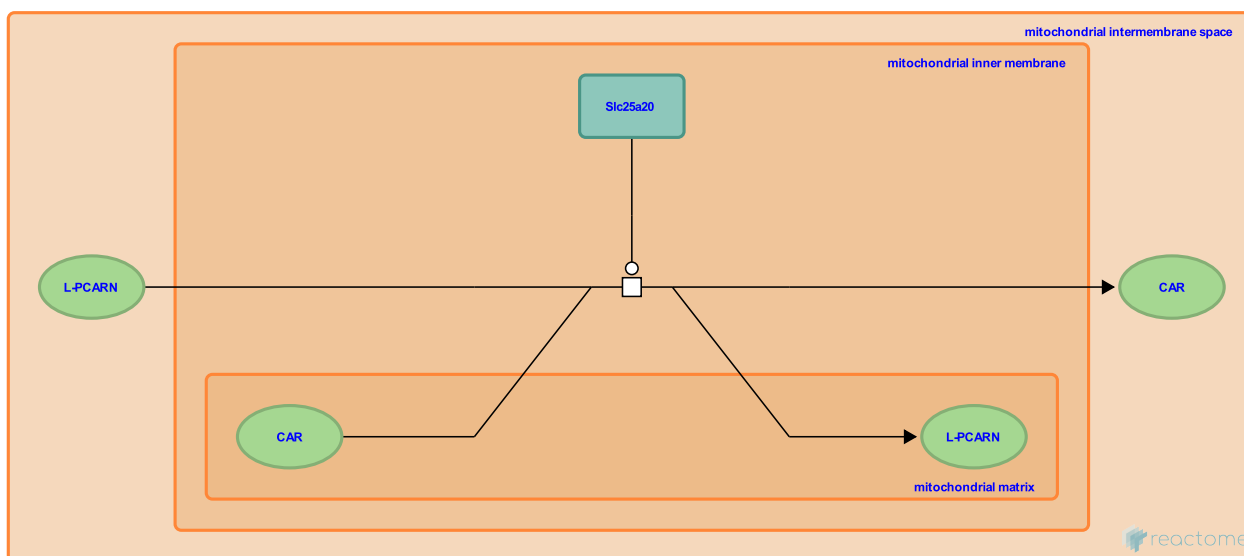 mitochondrial intermembrane space
mitochondrial inner membrane
Slc25a20
L-PCARN
CAR
CAR
L-PCARN
mitochondrial matrix
reactome